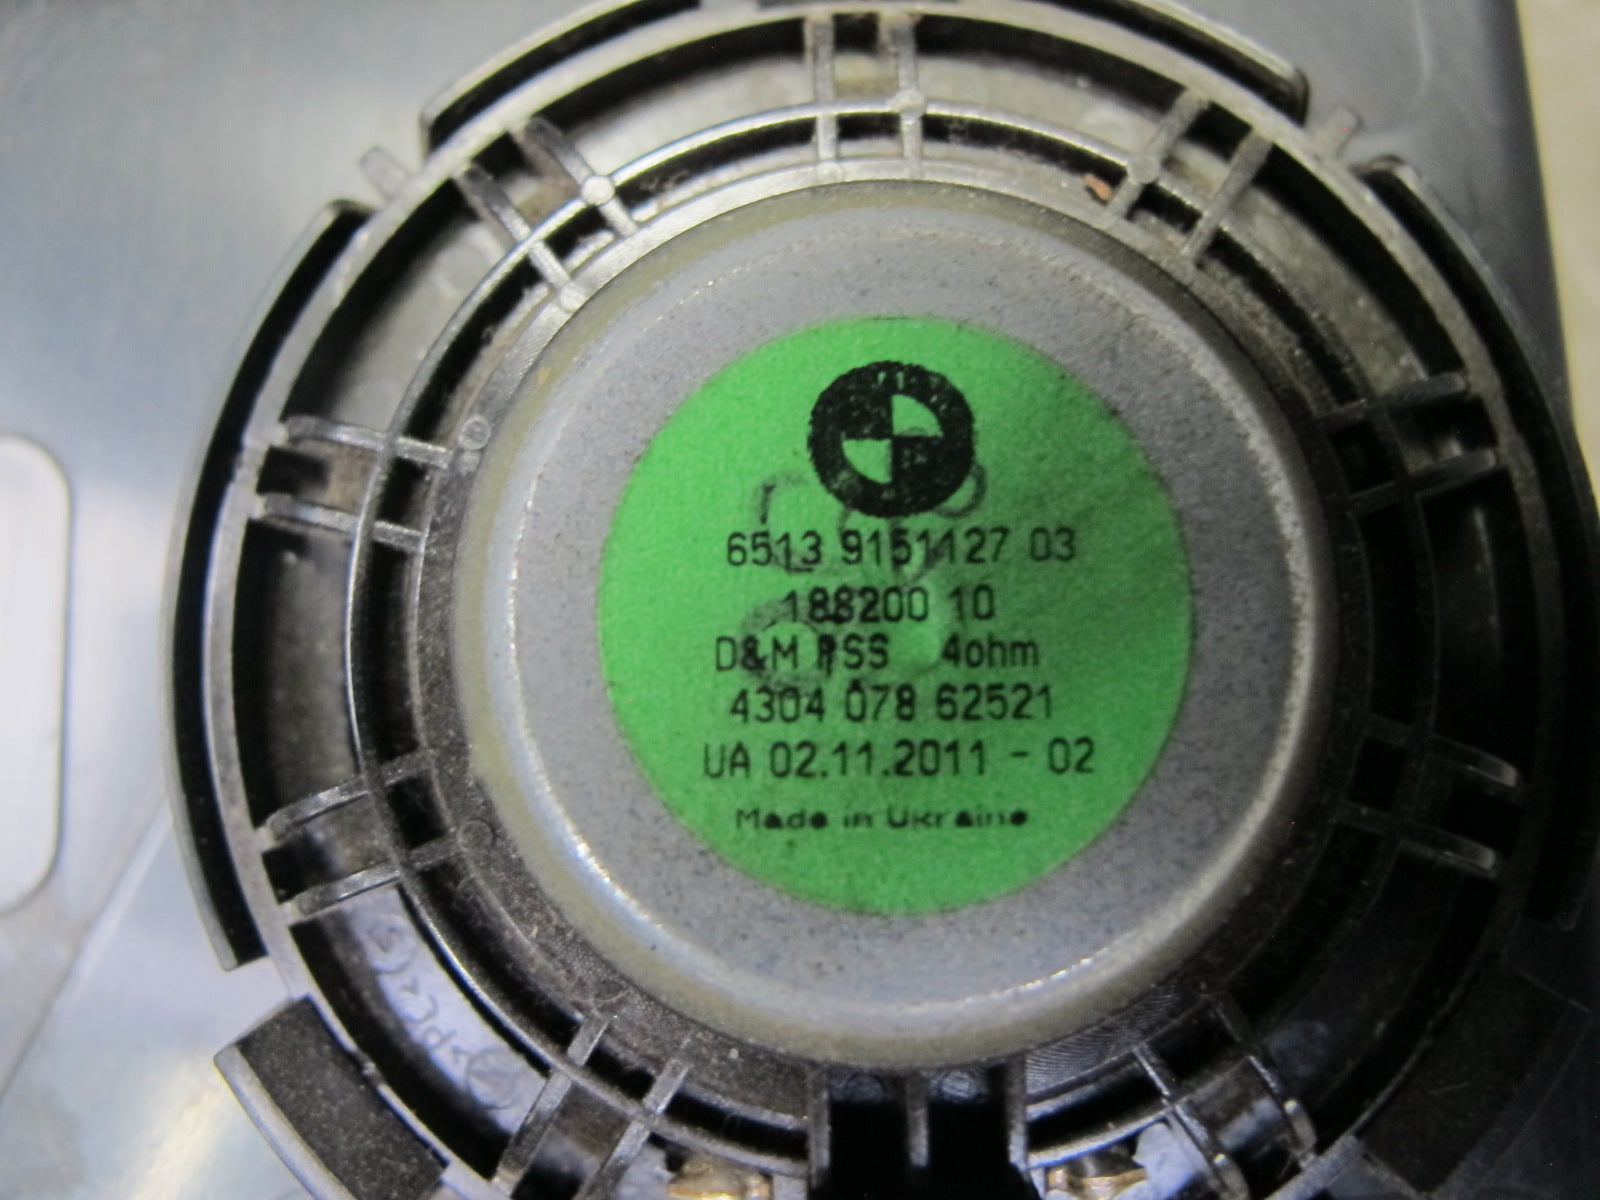 6513 9151127 03
188200 10
D&M PSS 4ohm
4304 078 62521
UA 02.11.2011 - 02
Made in Ukraine